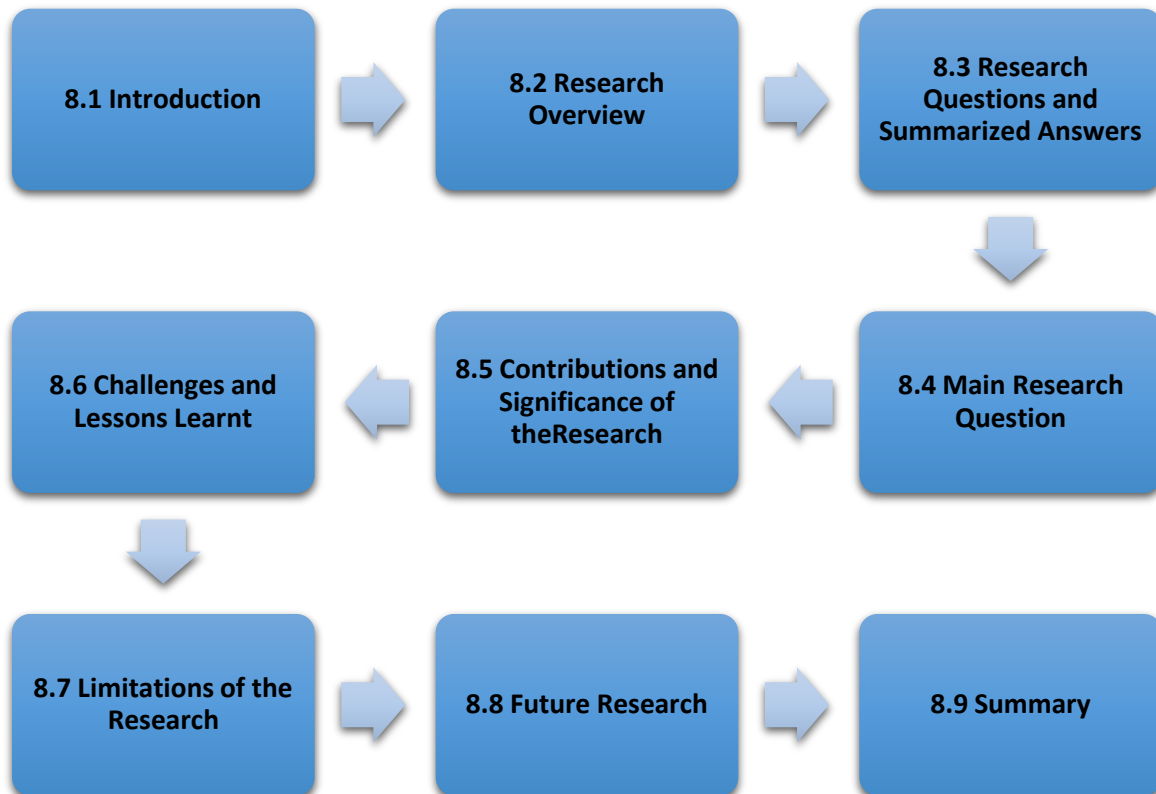 8.1 Introduction
8.2 Research
Overview
8.3 Research
Questions and
Summarized Answers
8.4 Main Research
Question
8.5 Contributions and
Significance of
theResearch
8.6 Challenges and
Lessons Learnt
8.7 Limitations of the
Research
8.8 Future Research
8.9 Summary